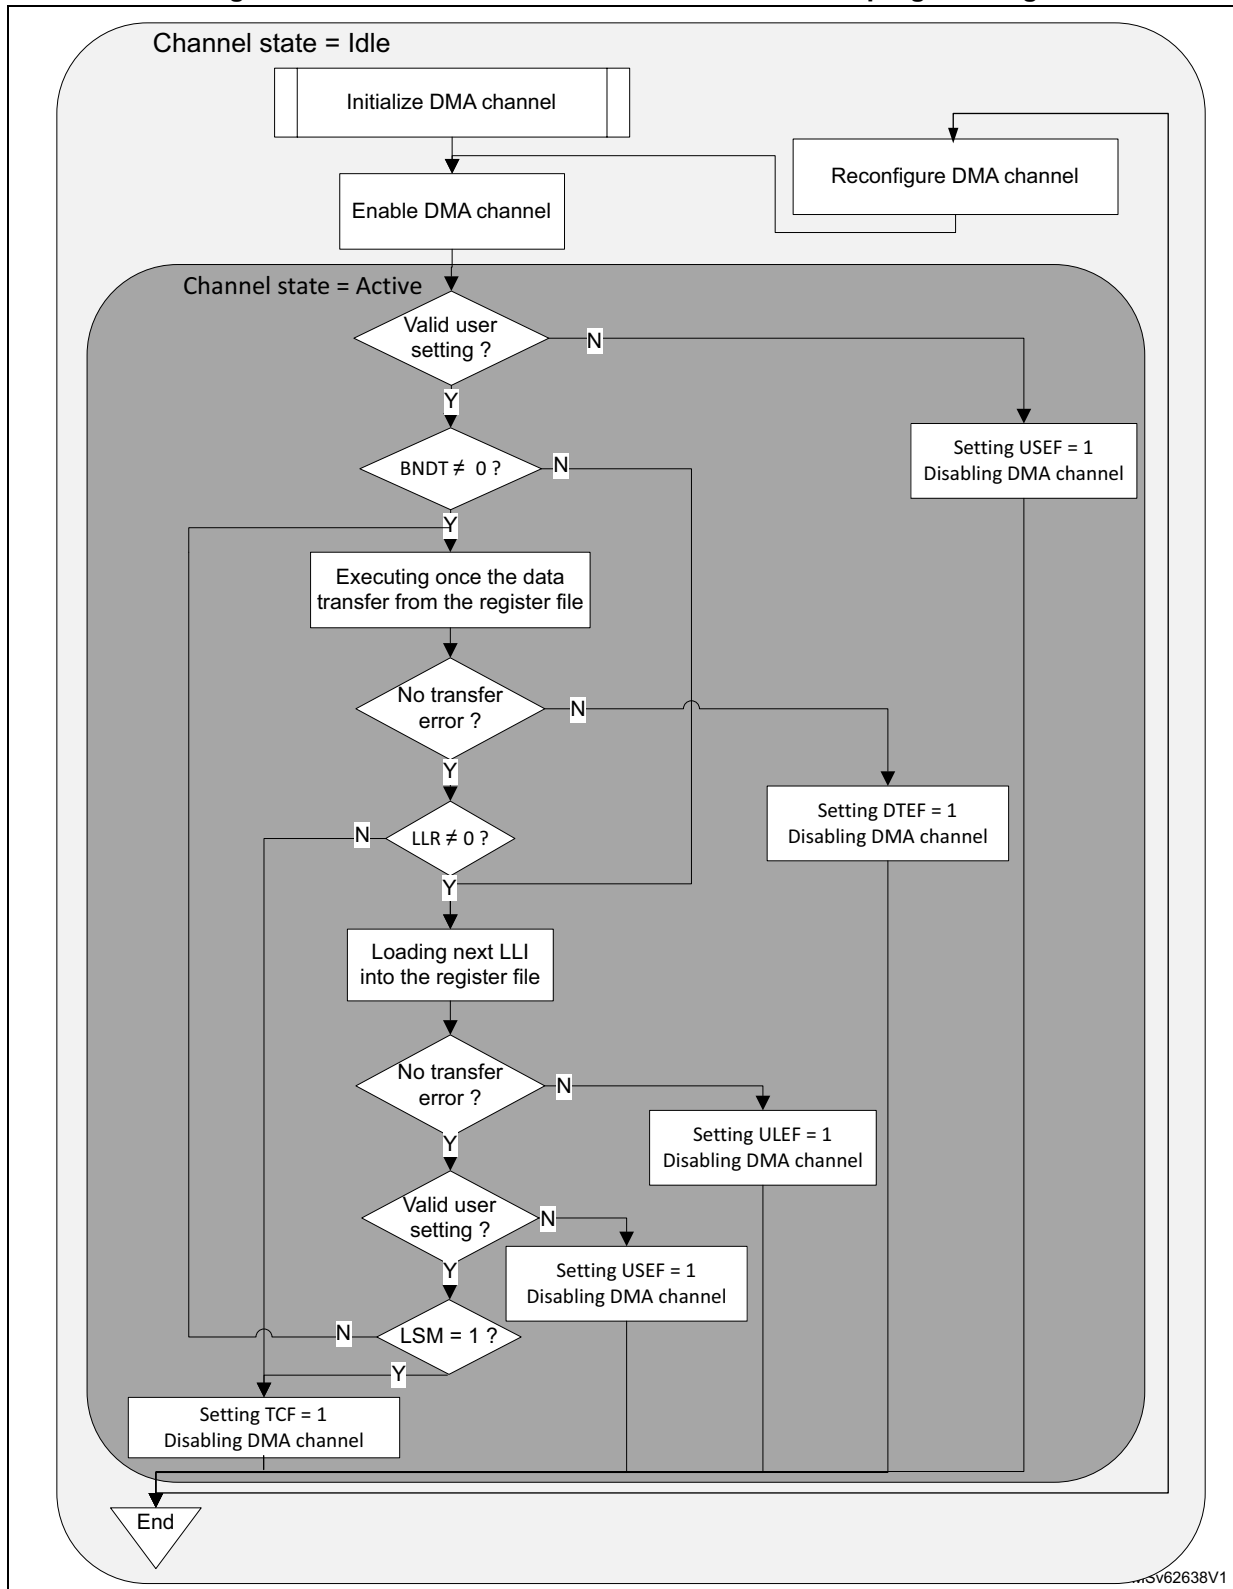 Channel state = Idle
Initialize DMA channel
Reconfigure DMA channel
Enable DMA channel
Channel state = Active
Valid user
setting ?
N
Y
Setting USEF = 1
Disabling DMA channel
BNDT ≠ 0 ?
N
Y
Executing once the data
transfer from the register file
No transfer
error ?
N
Y
Setting DTEF = 1
Disabling DMA channel
LLR ≠ 0 ?
N
Y
Loading next LLI
into the register file
No transfer
error ?
N
Y
Setting ULEF = 1
Disabling DMA channel
Valid user
setting ?
N
Y
Setting USEF = 1
Disabling DMA channel
LSM = 1 ?
N
Y
Setting TCF = 1
Disabling DMA channel
End